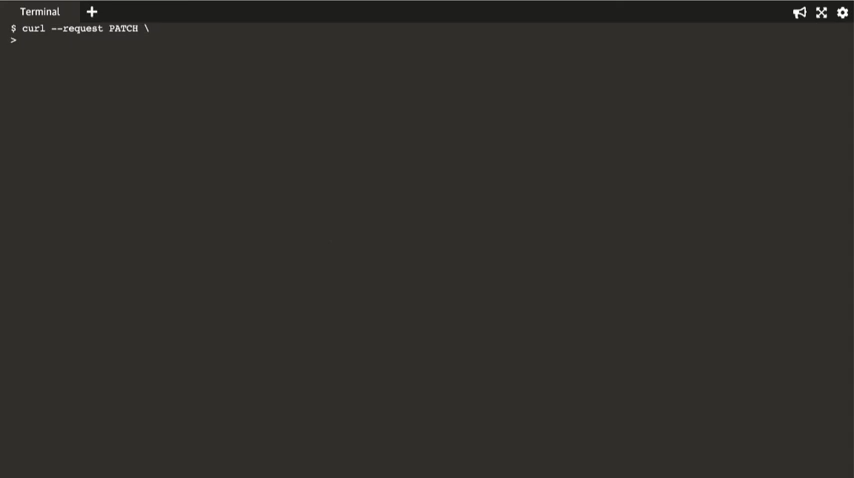 Terminal
$ curl --request PATCH \
>